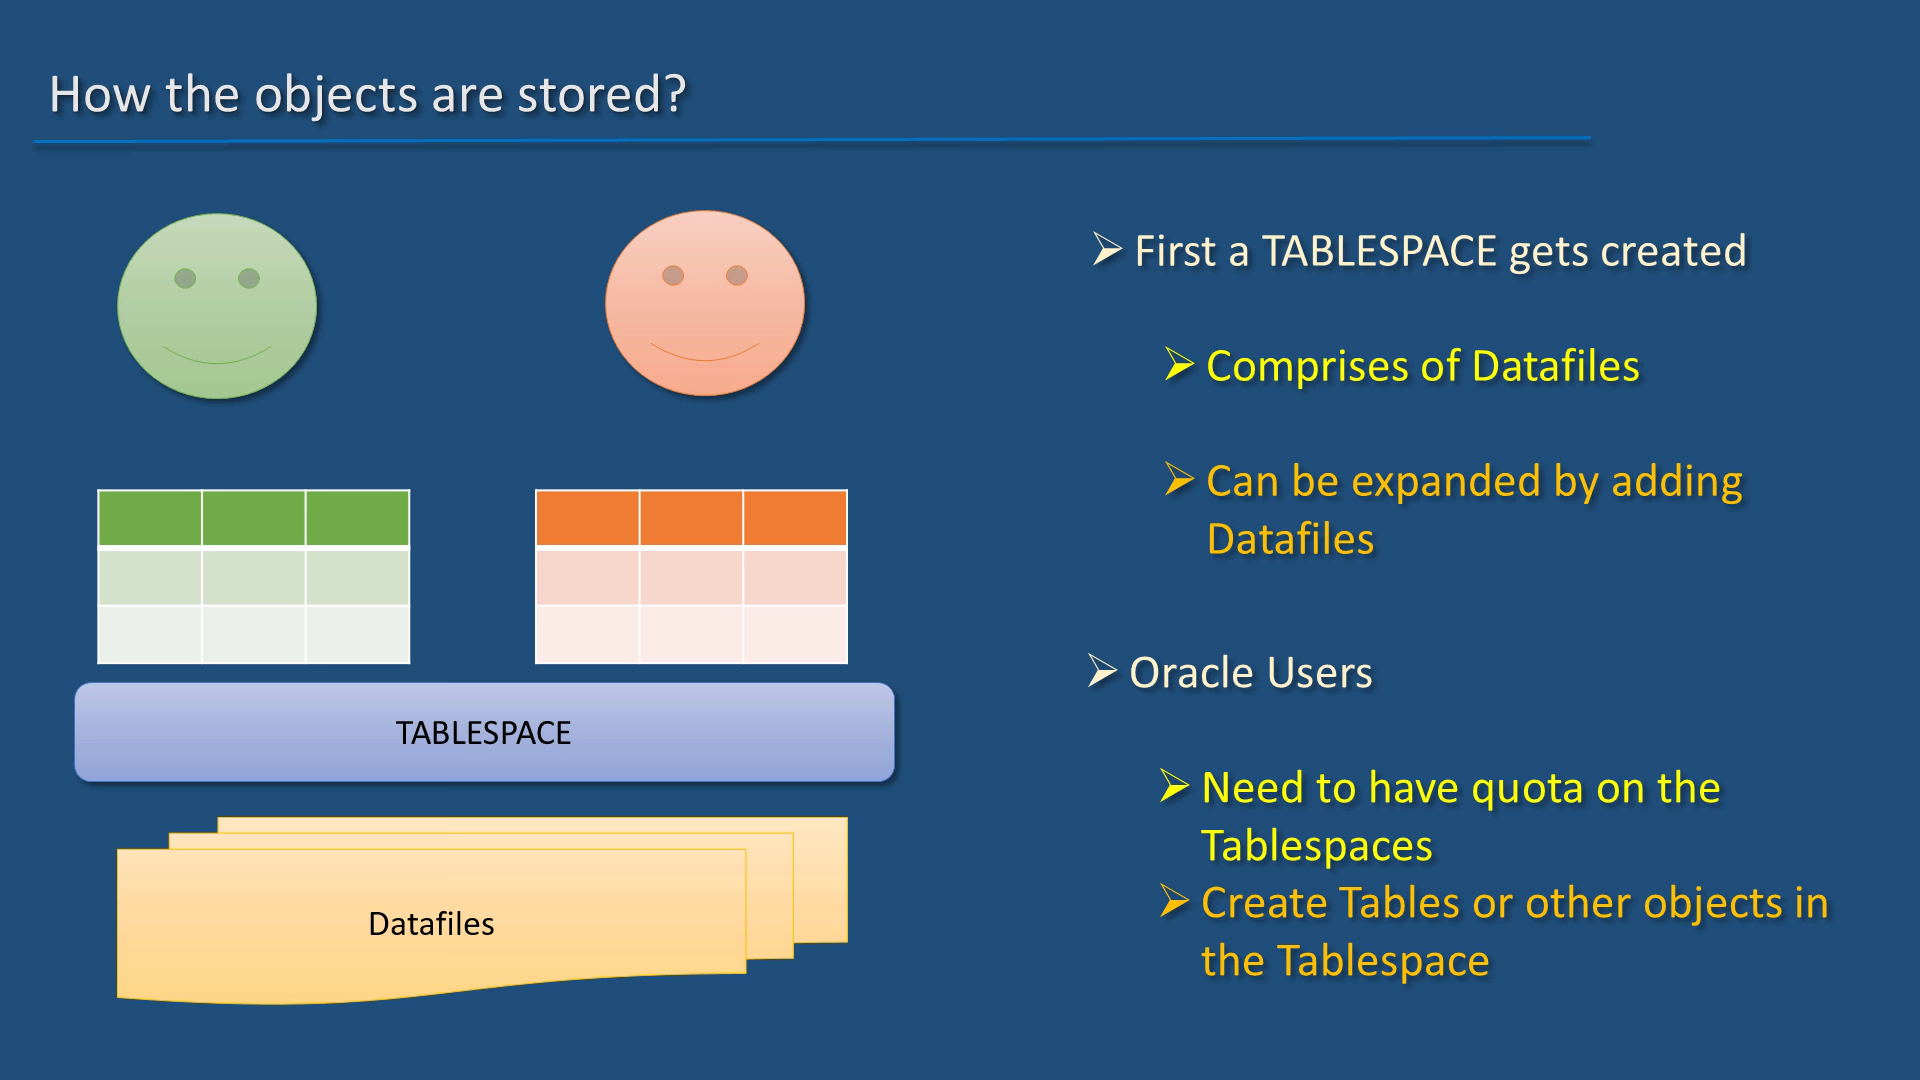 How the objects are stored?
TABLESPACE
Datafiles
First a TABLESPACE gets created
Comprises of Datafiles
Can be expanded by adding
Datafiles
Oracle Users
Need to have quota on the
Tablespaces
Create Tables or other objects in
the Tablespace